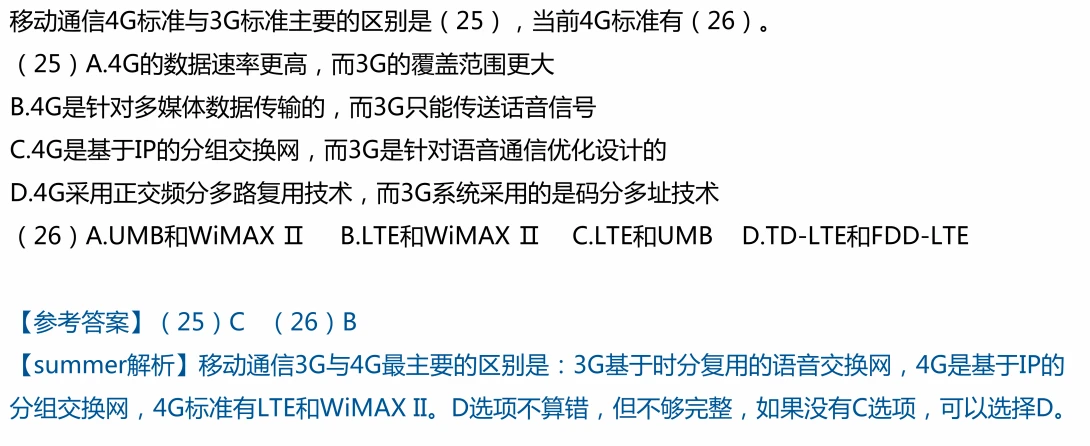 移动通信4G标准与3G标准主要的区别是（25），当前4G标准有（26）。
（25）A.4G的数据速率更高，而3G的覆盖范围更大
B.4G是针对多媒体数据传输的，而3G只能传送话音信号
C.4G是基于IP的分组交换网，而3G是针对语音通信优化设计的
D.4G采用正交频分多路复用技术，而3G系统采用的是码分多址技术
（26）A.UMB和WiMAX II B.LTE和WiMAX II C.LTE和UMB D.TD-LTE和FDD-LTE
【参考答案】（25）C （26）B
【summer解析】移动通信3G与4G最主要的区别是：3G基于时分复用的语音交换网，4G是基于IP的
分组交换网，4G标准有LTE和WiMAX II。D选项不算错，但不够完整，如果没有C选项，可以选择D。